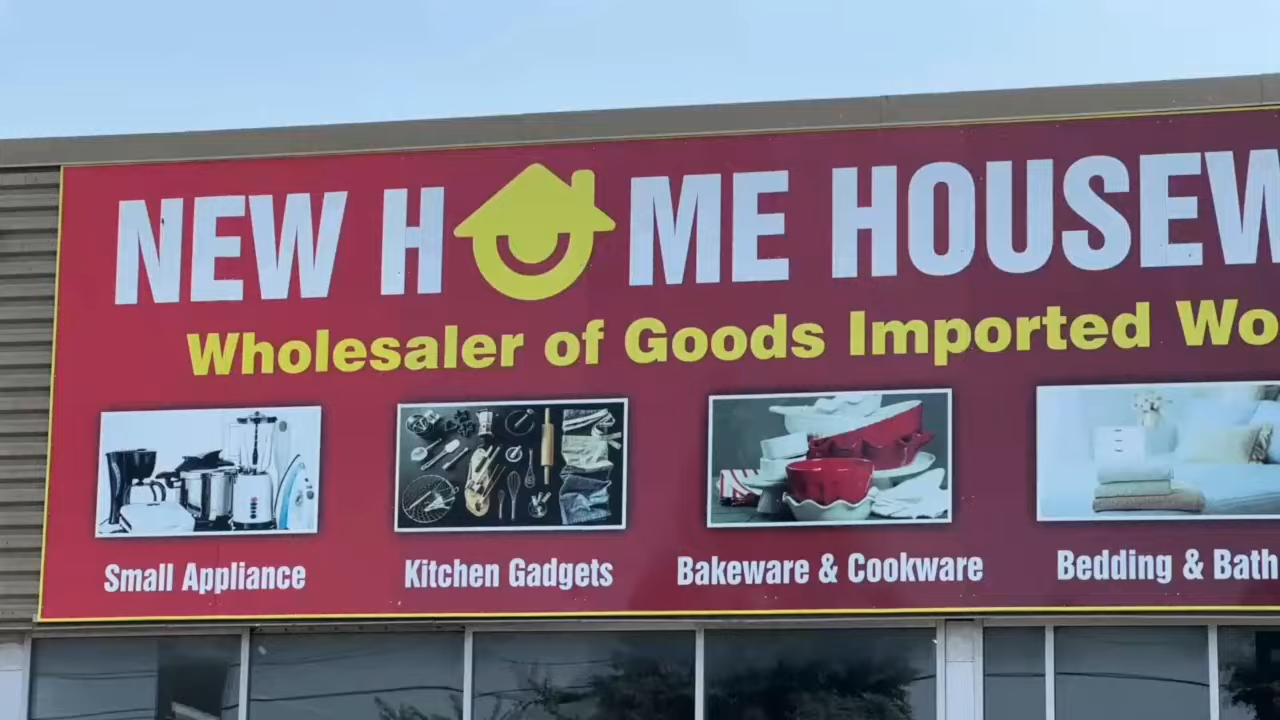 NEW HOME HOUSEW
Wholesaler of Goods Imported Wo
Small Appliance
Kitchen Gadgets
Bakeware & Cookware
Bedding & Bath